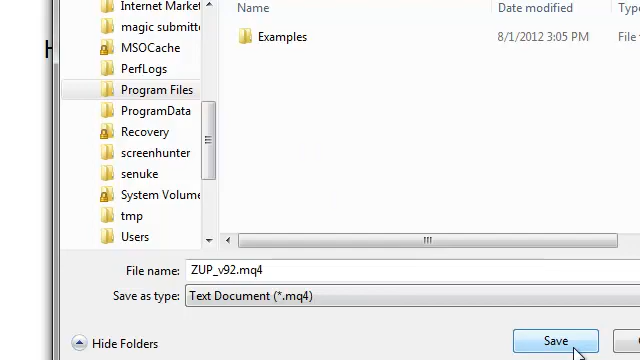 Internet Market
Name Date modified Type
magic submitte
Examples 8/1/2012 3:05 PM File
H
MSOCache
PerfLogs
Program Files
ProgramData
Recovery
screenhunter
senuke
System Volume
tmp
Users
File name: ZUP_v92.mq4
Save as type: Text Document (*.mq4)
Hide Folders Save